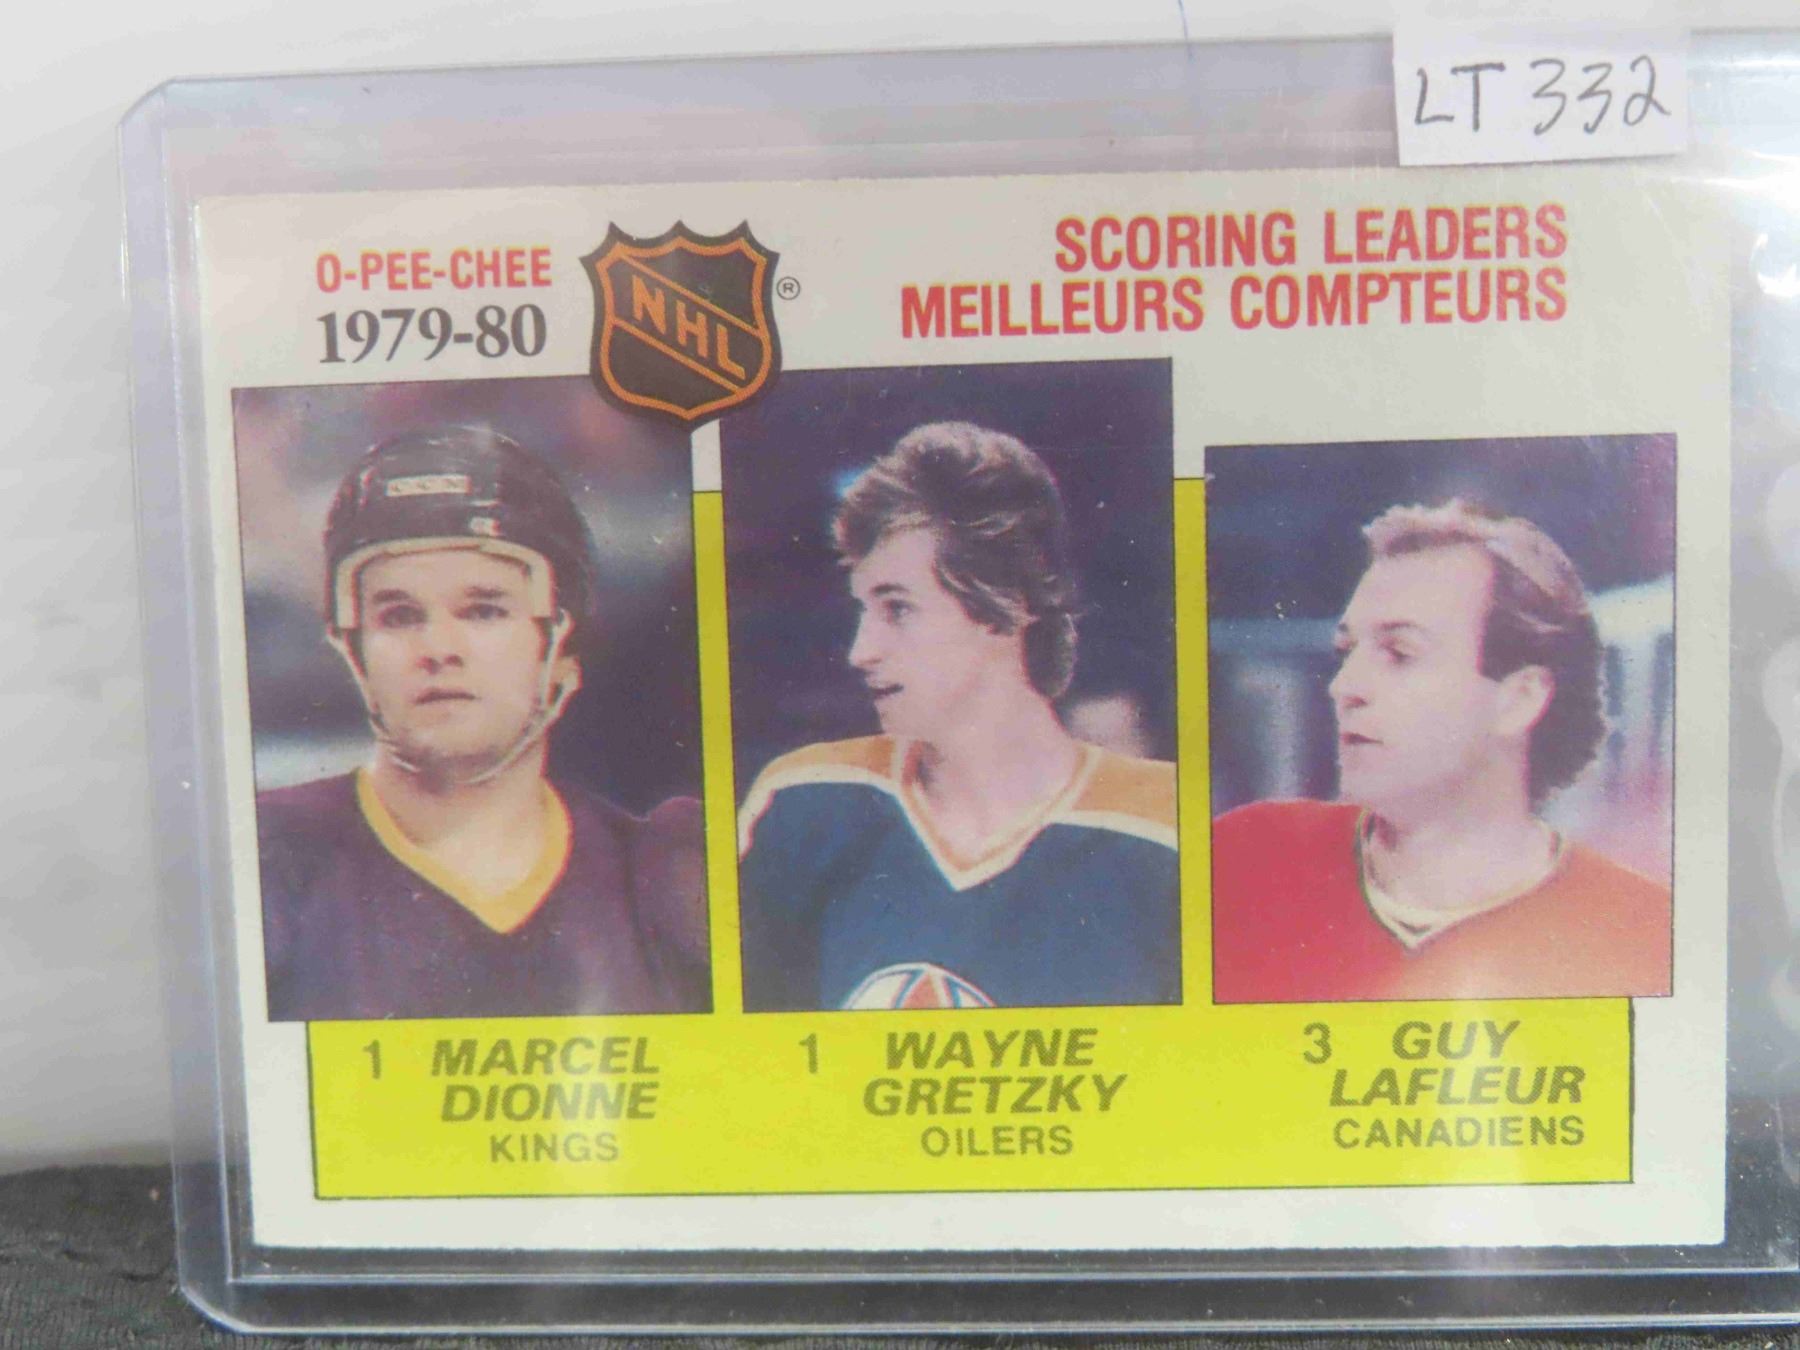 LT 332
O-PEE-CHEE
1979-80
NHL
®
SCORING LEADERS
MEILLEURS COMPTEURS
1 MARCEL
DIONNE
KINGS
1 WAYNE
GRETZKY
OILERS
3 GUY
LAFLEUR
CANADIENS